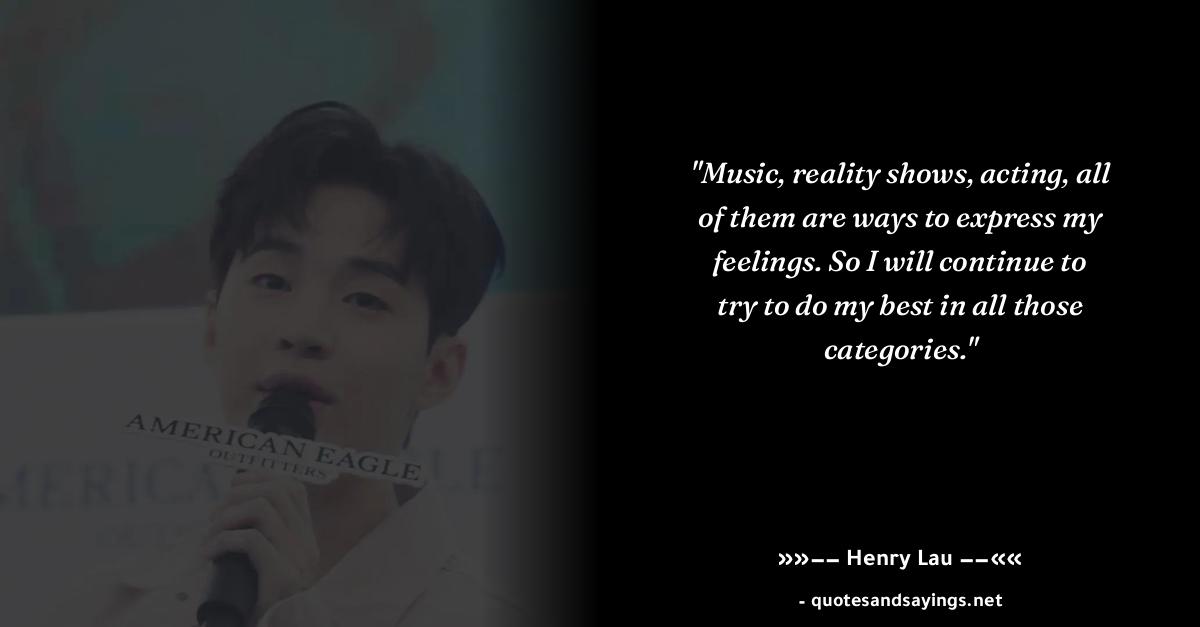 "Music, reality shows, acting, all
of them are ways to express my
feelings. So I will continue to
try to do my best in all those
categories."
AMERICAN EAGLE
OUTFITTERS
»»—— Henry Lau ——««
- quotesandsayings.net